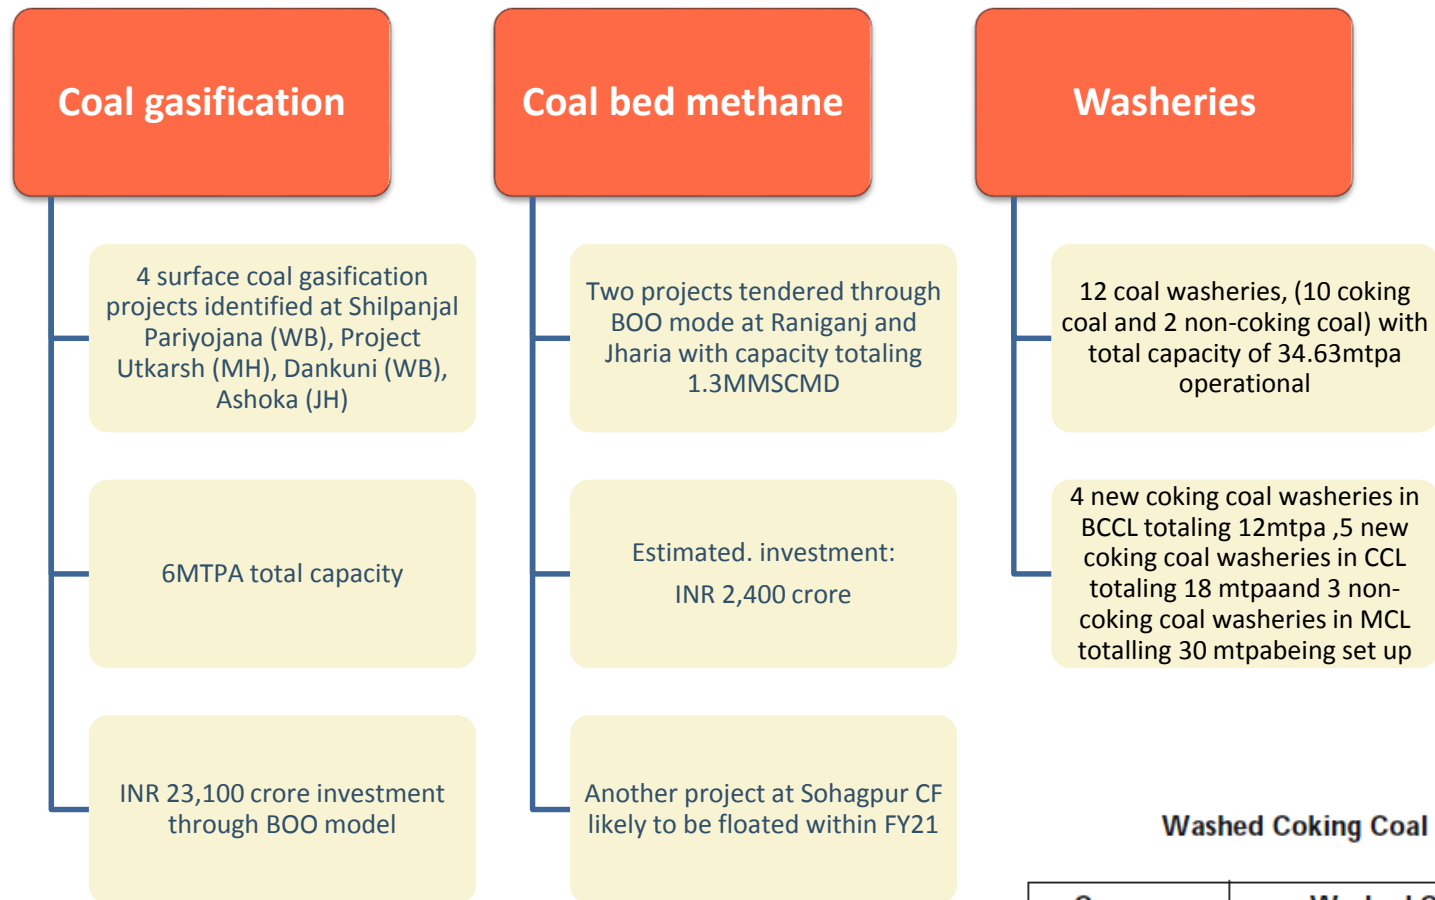 Coal gasification
4 surface coal gasification
projects identified at Shilpanjal
Pariyojana (WB), Project
Utkarsh (MH), Dankuni (WB),
Ashoka (JH)
6MTPA total capacity
INR 23,100 crore investment
through BOO model
Coal bed methane
Two projects tendered through
BOO mode at Raniganj and
Jharia with capacity totaling
1.3MMSCMD
Estimated. investment:
INR 2,400 crore
Another project at Sohagpur CF
likely to be floated within FY21
Washeries
12 coal washeries, (10 coking
coal and 2 non-coking coal) with
total capacity of 34.63mtpa
operational
4 new coking coal washeries in
BCCL totaling 12mtpa ,5 new
coking coal washeries in CCL
totaling 18 mtpaand 3 non-
coking coal washeries in MCL
totalling 30 mtpabeing set up
Washed Coking Coal